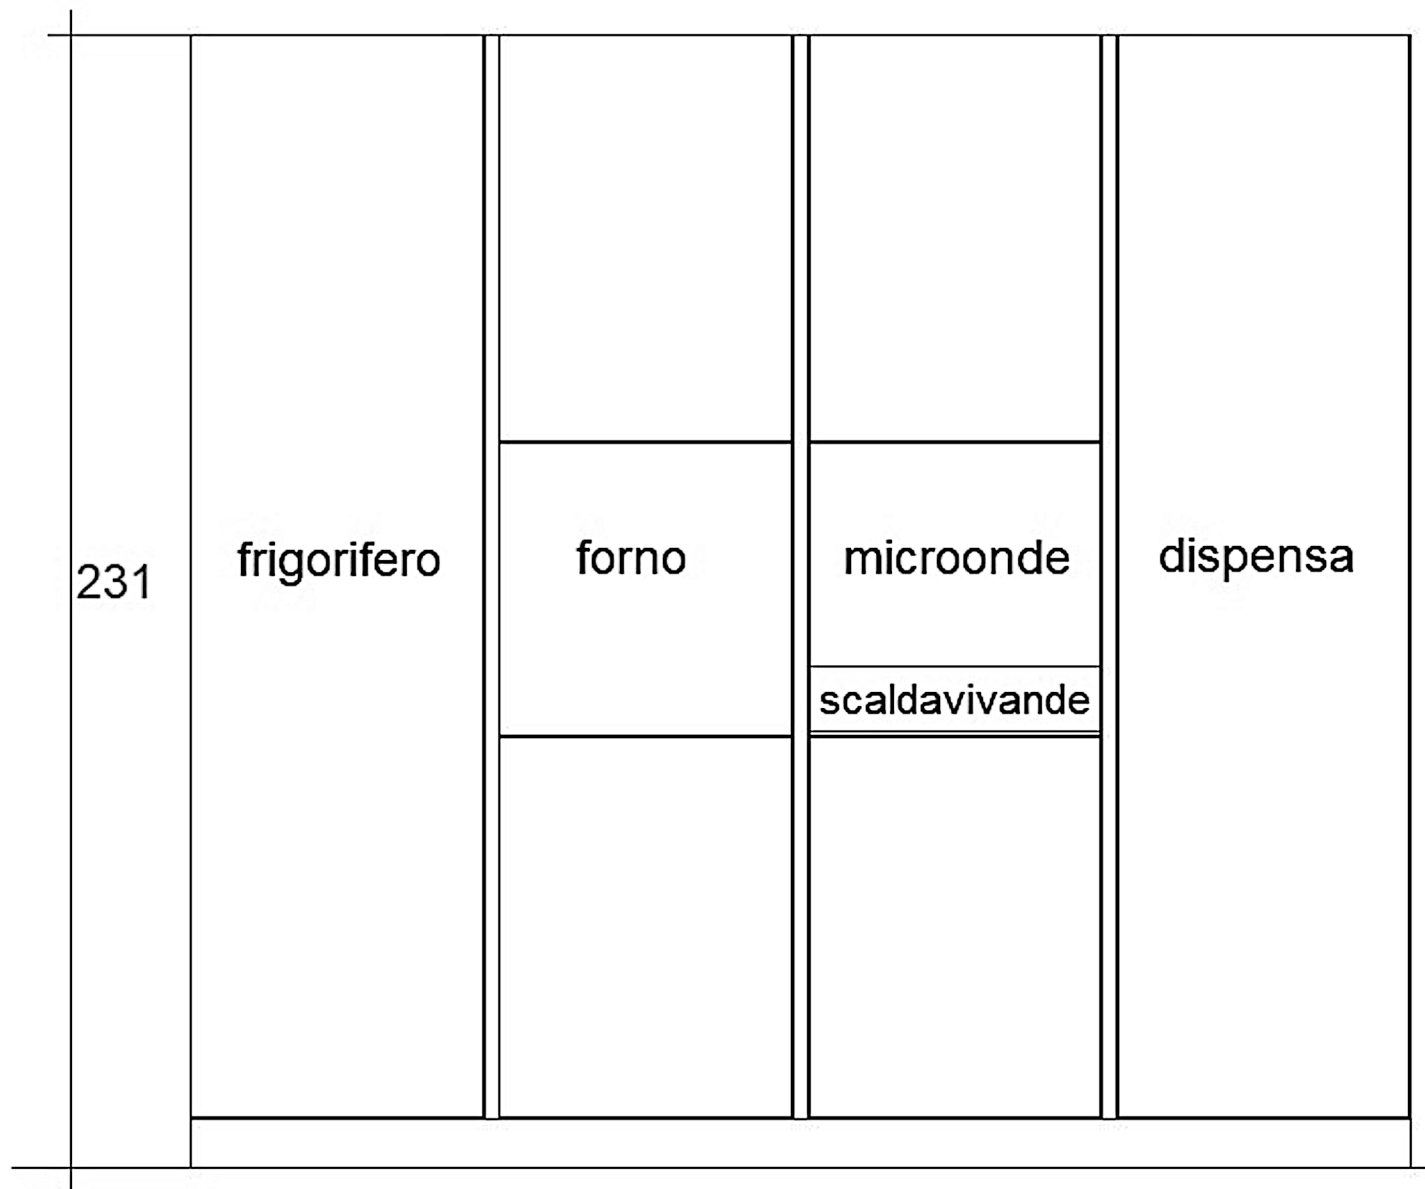 231
frigorifero
forno
microonde
dispensa
scaldavivande